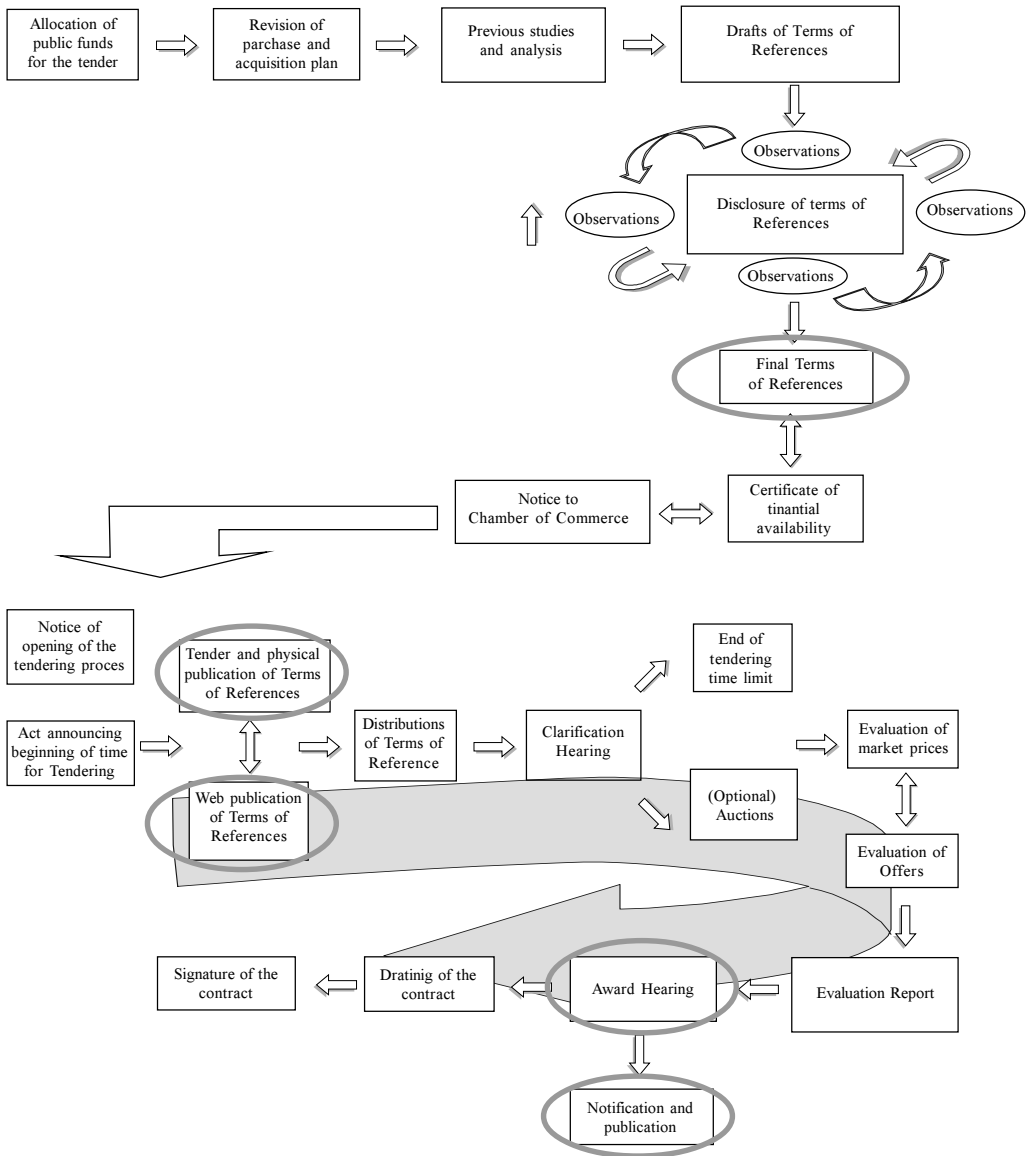 Allocation of
public funds
for the tender
Revision of
parchase and
acquisition plan
Previous studies
and analysis
Drafts of Terms of
References
Observations
Observations
Disclosure of terms of
References
Observations
Observations
Final Terms
of References
Notice to
Chamber of Commerce
Certificate of
tinantial
availability
Notice of
opening of the
tendering proces
Tender and physical
publication of Terms
of References
End of
tendering
time limit
Act announcing
beginning of time
for Tendering
Distributions
of Terms of
Reference
Clarification
Hearing
Evaluation of
market prices
Web publication
of Terms of
References
(Optional)
Auctions
Evaluation of
Offers
Signature of the
contract
Dratinig of the
contract
Award Hearing
Evaluation Report
Notification and
publication